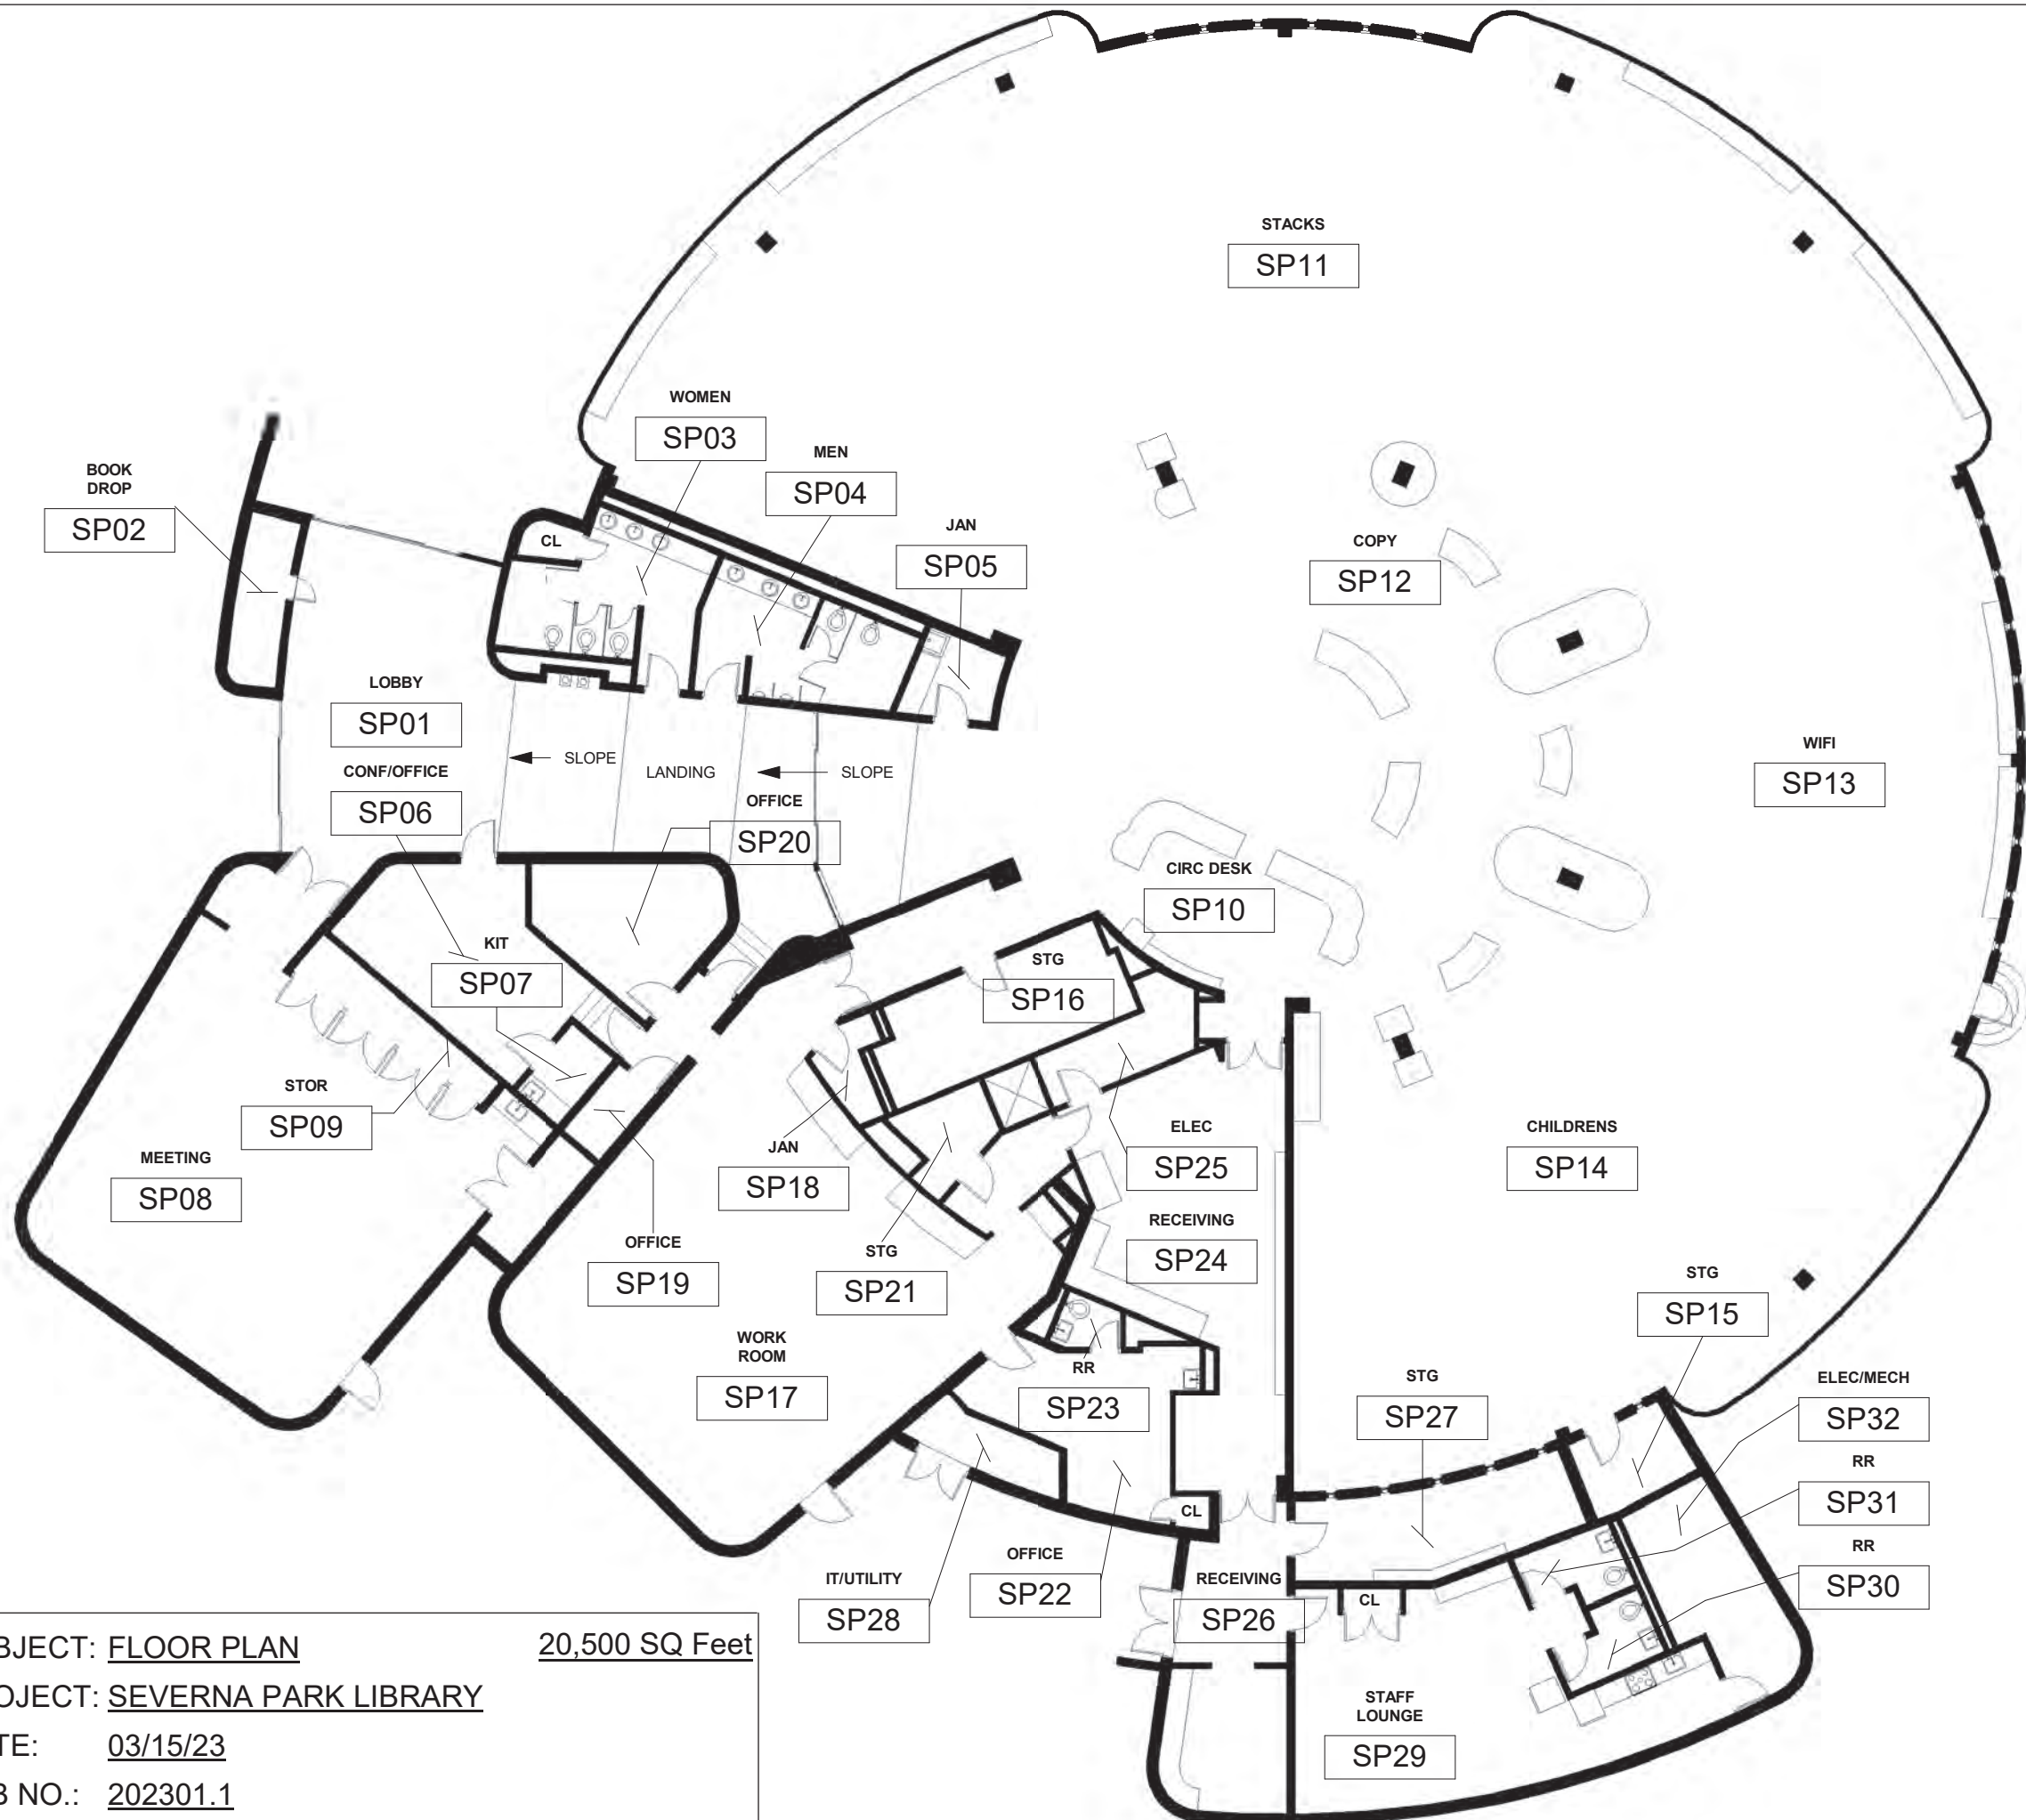 STACKS
SP11
WOMEN
SP03
MEN
SP04
BOOK
DROP
SP02
JAN
SP05
CL
COPY
SP12
LOBBY
SP01
SLOPE
LANDING
SLOPE
WIFI
SP13
CONF/OFFICE
SP06
OFFICE
SP20
CIRC DESK
SP10
KIT
SP07
STG
SP16
STOR
SP09
MEETING
SP08
JAN
SP18
ELEC
SP25
CHILDRENS
SP14
OFFICE
SP19
STG
SP21
RECEIVING
SP24
STG
SP15
WORK
ROOM
SP17
RR
SP23
STG
SP27
ELEC/MECH
SP32
RR
SP31
CL
RR
SP30
IT/UTILITY
SP28
OFFICE
SP22
RECEIVING
SP26
CL
STAFF
LOUNGE
SP29
BJECT: FLOOR PLAN 20,500 SQ Feet
OJECT: SEVERNA PARK LIBRARY
TE: 03/15/23
B NO.: 202301.1